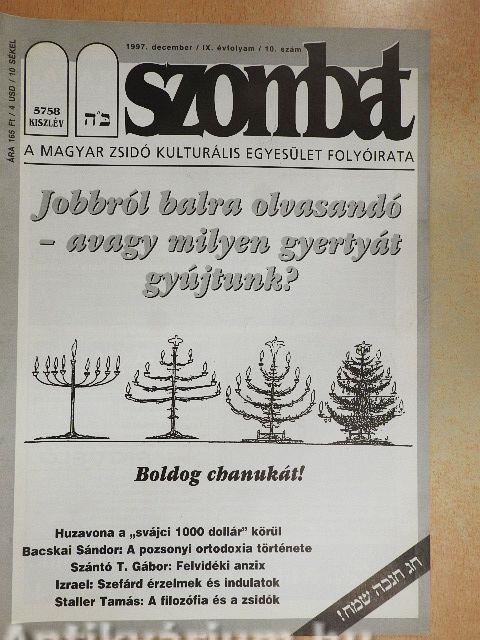 1997. december / IX. évfolyam / 10. szám
ÁRA 165 Ft / 4 USD / 10 SÉKEL
5758
KISZLÉV
ב"ה
szombat
A MAGYAR ZSIDÓ KULTURÁLIS EGYESÜLET FOLYÓIRATA
Jobbról balra olvasandó
– avagy milyen gyertyát
gyújtunk?
Boldog chanukát!
Huzavona a „svájci 1000 dollár” körül
Bacskai Sándor: A pozsonyi ortodoxia története
Szántó T. Gábor: Felvidéki anzix
Izrael: Szefárd érzelmek és indulatok
Staller Tamás: A filozófia és a zsidók
חג חנכה שמח!